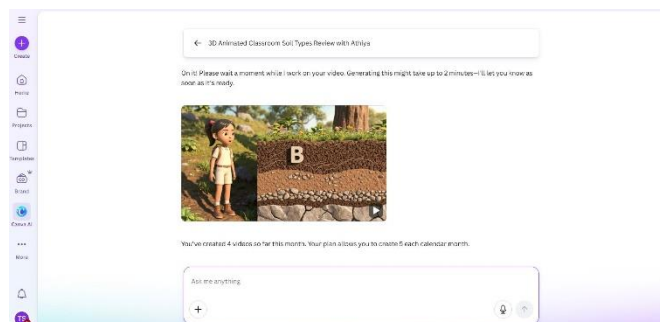 3D Animated Classroom Soil Types Review with Athiya
Create
On it! Please wait a moment while I work on your video. Generating this might take up to 2 minutes—I'll let you know as
soon as it's ready.
Home
Projects
Templates
B
Brand
Canva AI
You've created 4 videos so far this month. Your plan allows you to create 5 each calendar month.
More
Ask me anything
TS